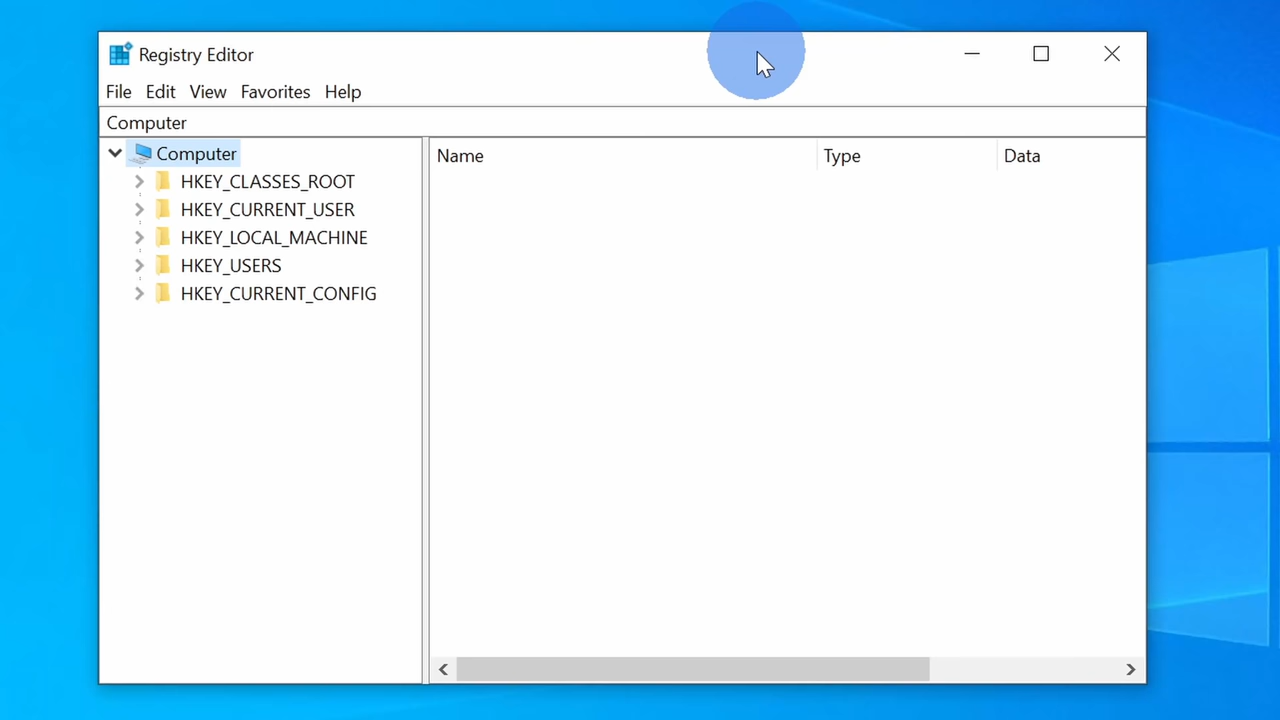 Registry Editor
File Edit View Favorites Help
Computer
Computer
HKEY_CLASSES_ROOT
HKEY_CURRENT_USER
HKEY_LOCAL_MACHINE
HKEY_USERS
HKEY_CURRENT_CONFIG
Name Type Data